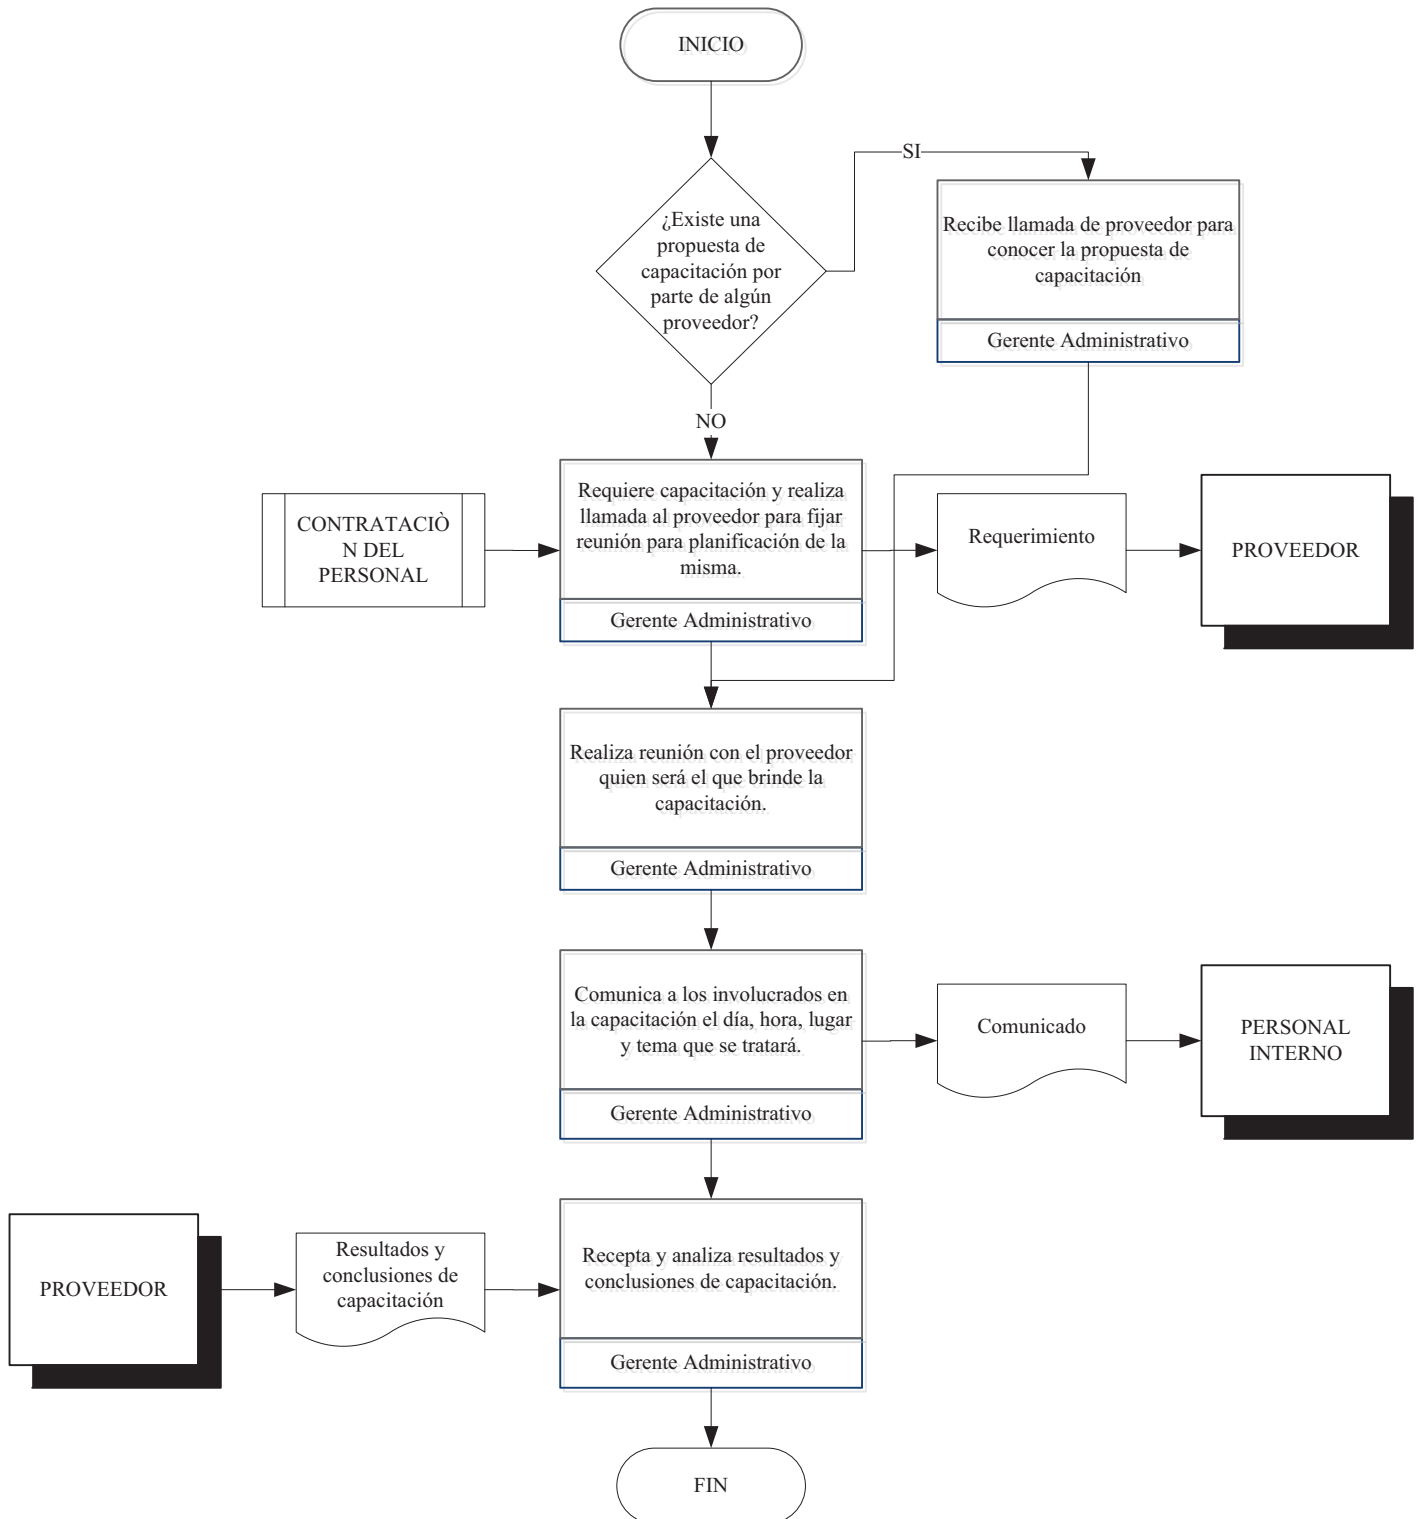 INICIO
¿Existe una
propuesta de
capacitación por
parte de algún
proveedor?
SI
Recibe llamada de proveedor para
conocer la propuesta de
capacitación
Gerente Administrativo
NO
CONTRATACIÒ
N DEL
PERSONAL
Requiere capacitación y realiza
llamada al proveedor para fijar
reunión para planificación de la
misma.
Gerente Administrativo
Requerimiento
PROVEEDOR
Realiza reunión con el proveedor
quien será el que brinde la
capacitación.
Gerente Administrativo
Comunica a los involucrados en
la capacitación el día, hora, lugar
y tema que se tratará.
Gerente Administrativo
Comunicado
PERSONAL
INTERNO
PROVEEDOR
Resultados y
conclusiones de
capacitación
Recepta y analiza resultados y
conclusiones de capacitación.
Gerente Administrativo
FIN